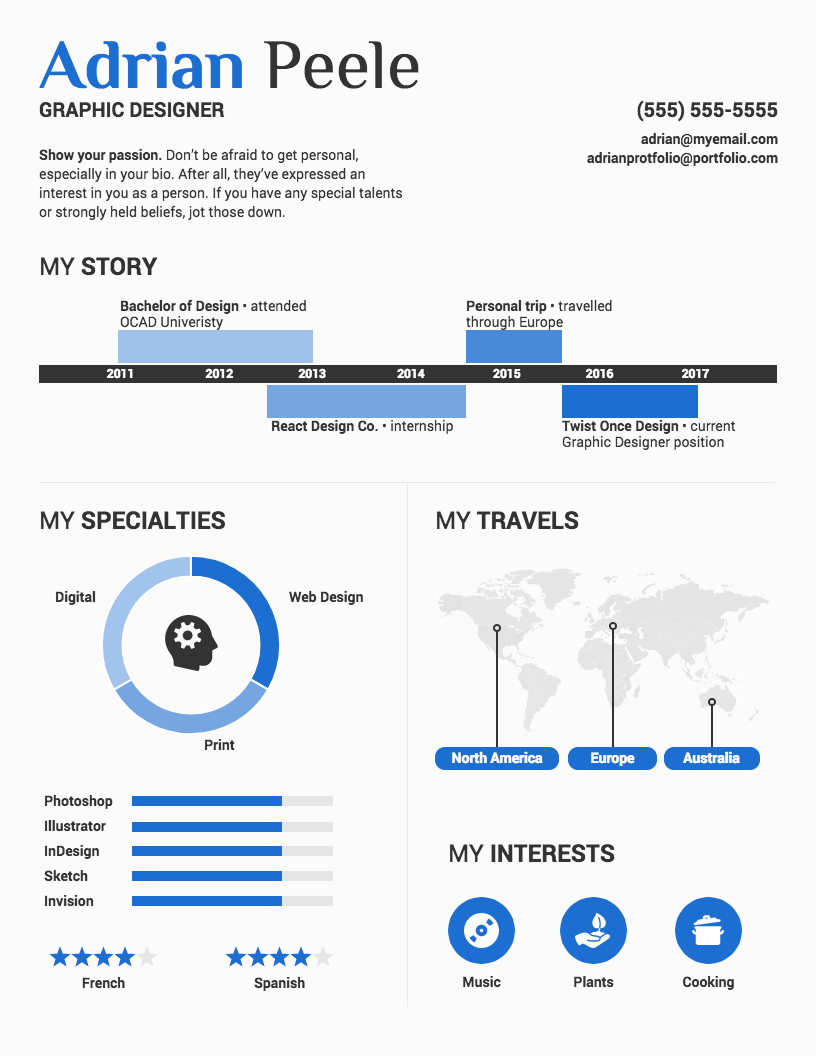 Adrian Peele
GRAPHIC DESIGNER
(555) 555-5555
adrian@myemail.com
adrianprotfolio@portfolio.com
Show your passion. Don't be afraid to get personal,
especially in your bio. After all, they've expressed an
interest in you as a person. If you have any special talents
or strongly held beliefs, jot those down.
MY STORY
Bachelor of Design • attended
OCAD Univeristy
Personal trip • travelled
through Europe
2011 2012 2013 2014 2015 2016 2017
React Design Co. • internship
Twist Once Design • current
Graphic Designer position
MY SPECIALTIES
Digital
Web Design
Print
Photoshop
Illustrator
InDesign
Sketch
Invision
French
Spanish
MY TRAVELS
North America
Europe
Australia
MY INTERESTS
Music
Plants
Cooking